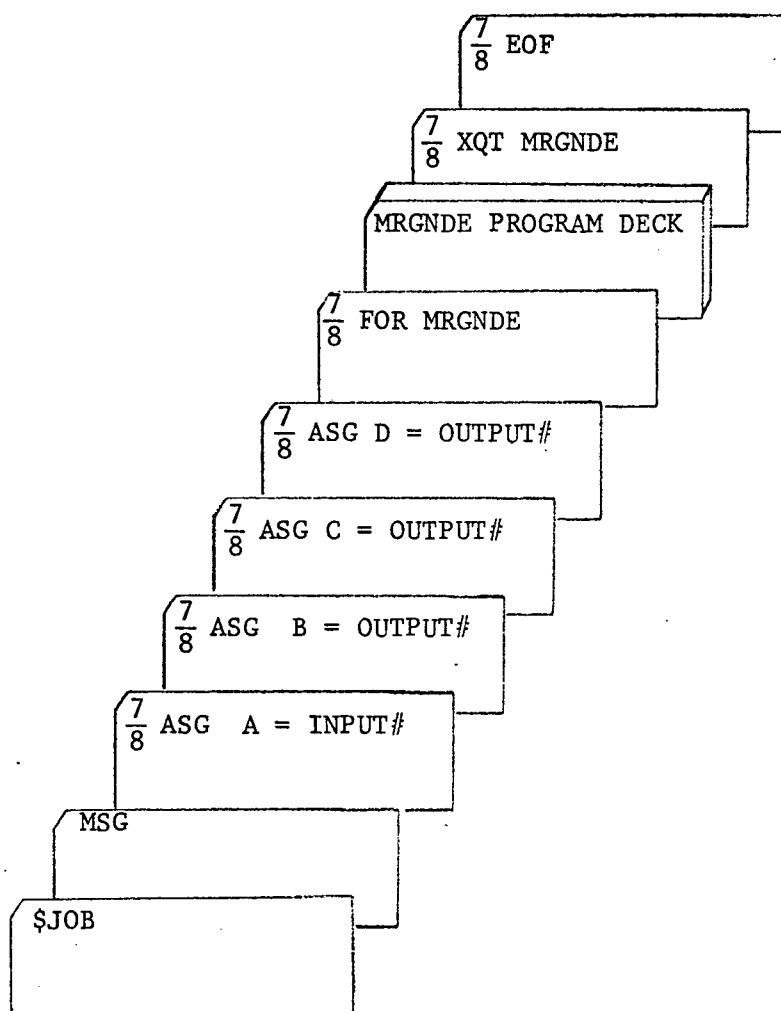 7/8 EOF
7/8 XQT MRGNDE
MRGNDE PROGRAM DECK
7/8 FOR MRGNDE
7/8 ASG D = OUTPUT#
7/8 ASG C = OUTPUT#
7/8 ASG B = OUTPUT#
7/8 ASG A = INPUT#
MSG
$JOB